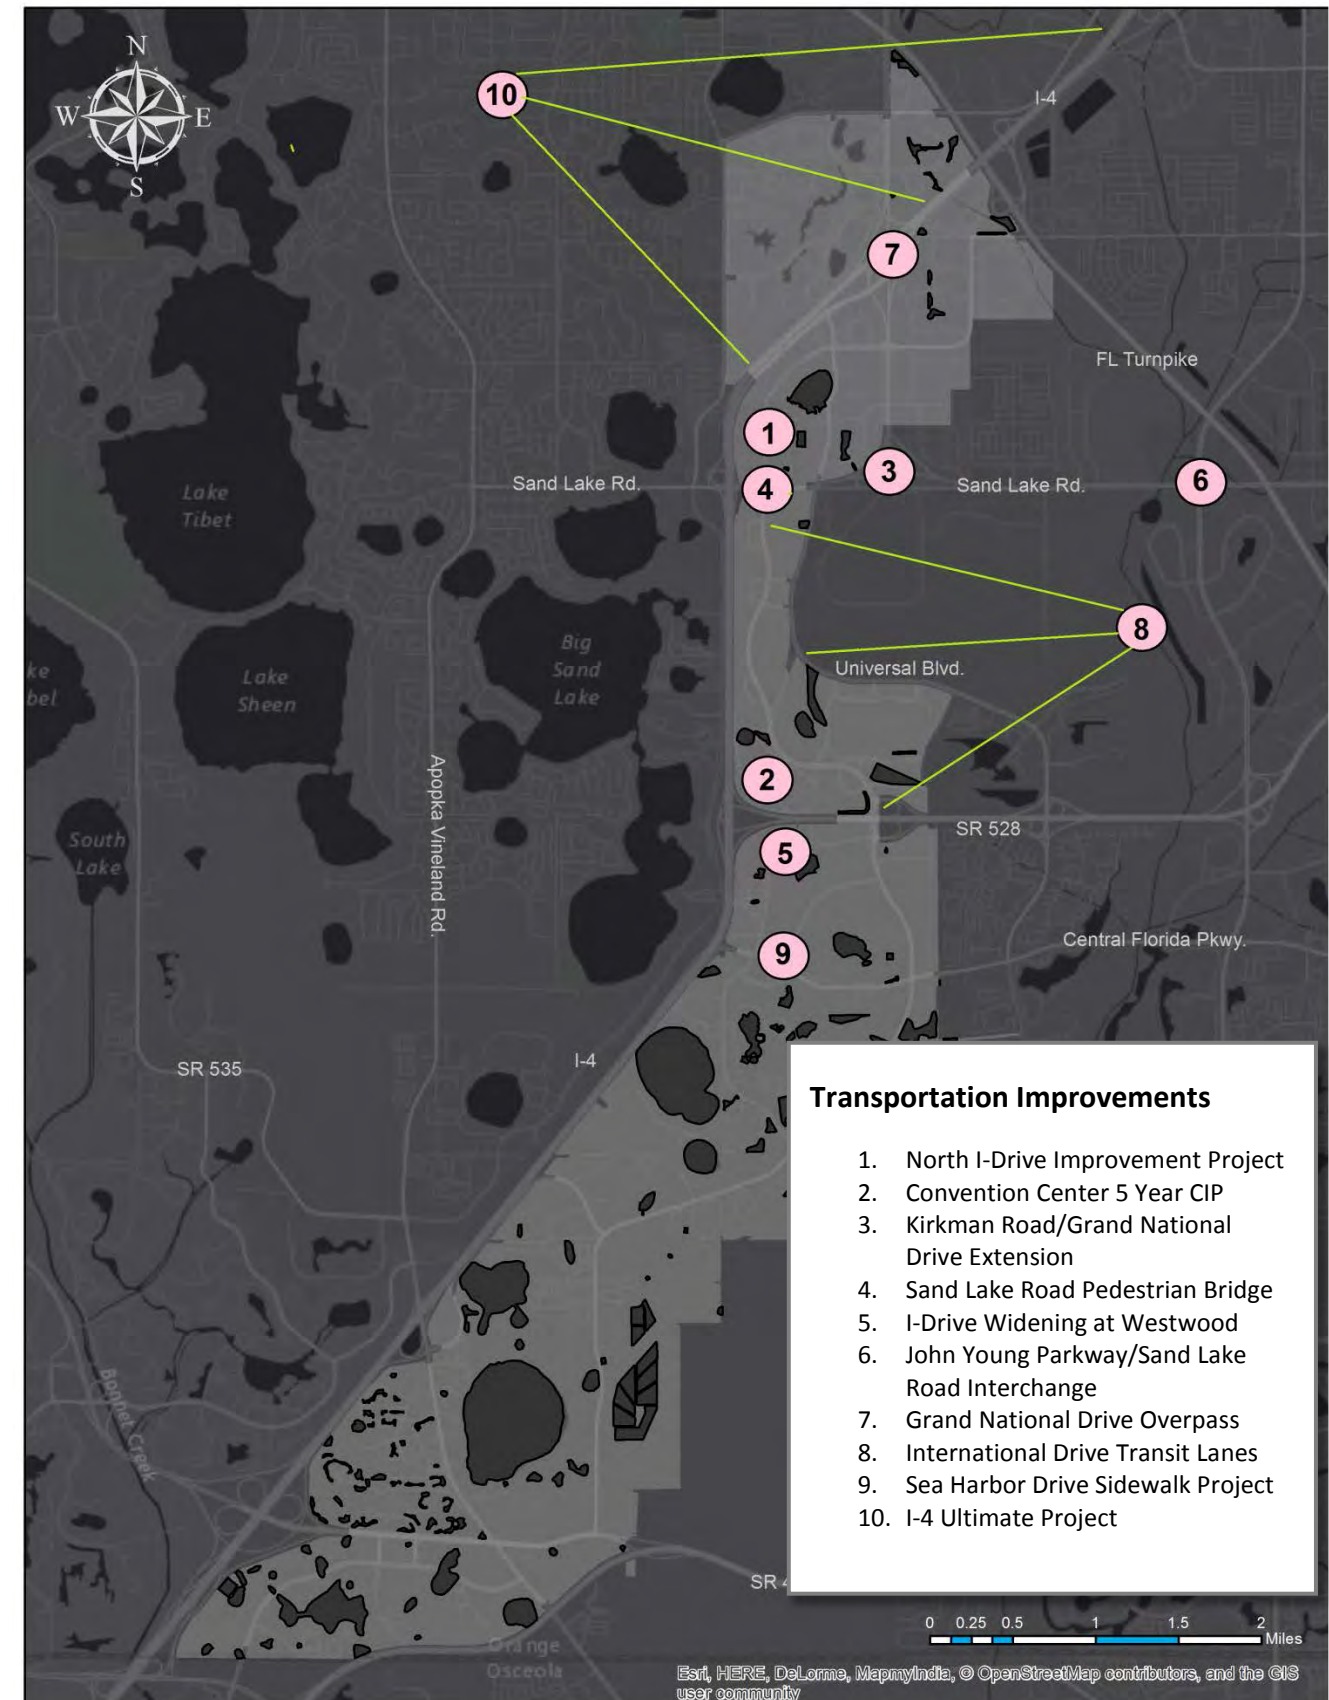 N
W E
S
10
I-4
7
FL Turnpike
1
Sand Lake Rd.
4
3
Sand Lake Rd.
6
Lake
Tibet
8
Big
Sand
Lake
Universal Blvd.
ke
bel
Lake
Sheen
2
Apopka Vineland Rd.
SR 528
South
Lake
5
Central Florida Pkwy.
9
I-4
SR 535
Transportation Improvements
1. North I-Drive Improvement Project
2. Convention Center 5 Year CIP
3. Kirkman Road/Grand National
Drive Extension
4. Sand Lake Road Pedestrian Bridge
5. I-Drive Widening at Westwood
6. John Young Parkway/Sand Lake
Road Interchange
7. Grand National Drive Overpass
8. International Drive Transit Lanes
9. Sea Harbor Drive Sidewalk Project
10. I-4 Ultimate Project
Bonnet Creek
SR 4
0 0.25 0.5 1 1.5 2
Miles
Orange
Osceola
Esri, HERE, DeLorme, MapmyIndia, © OpenStreetMap contributors, and the GIS
user community